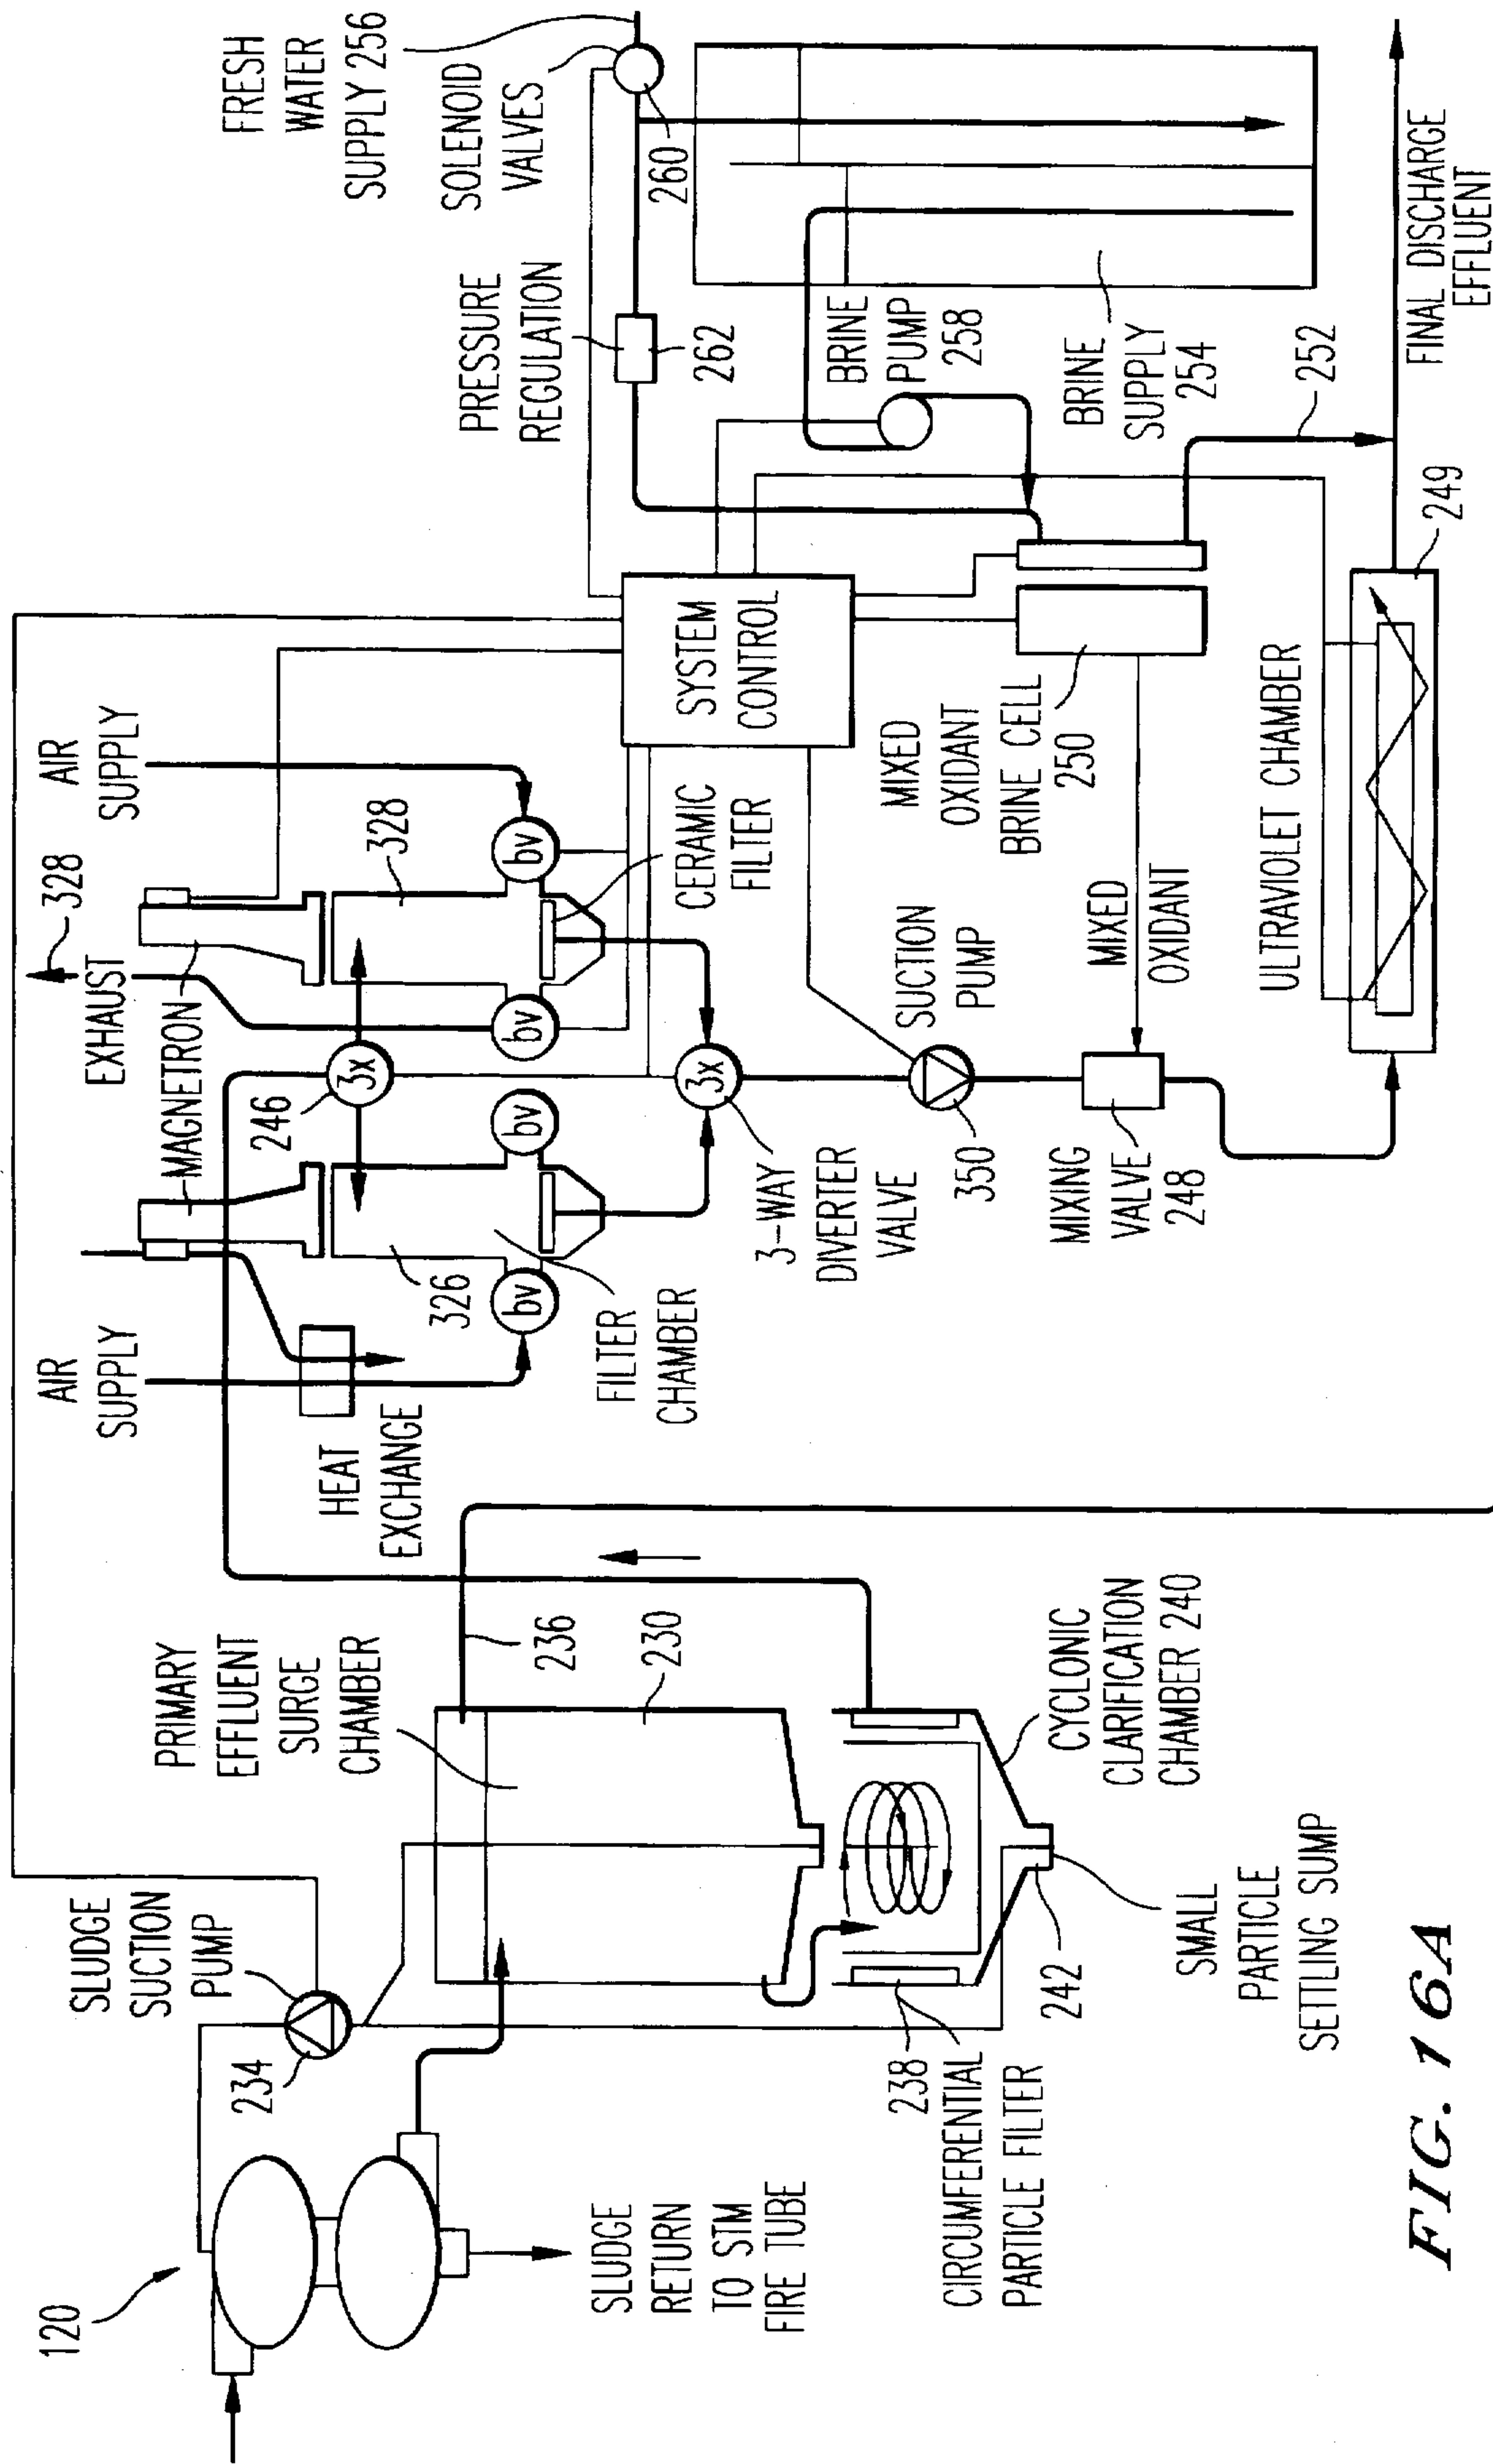 120
SLUDGE
SUCTION
PUMP
234
SLUDGE
RETURN
TO STM
FIRE TUBE
PRIMARY
EFFLUENT
SURGE
CHAMBER
236
230
238
CIRCUMFERENTIAL
PARTICLE FILTER
242
SMALL
PARTICLE
SETTLING SUMP
CYCLONIC
CLARIFICATION
CHAMBER 240
AIR
SUPPLY
HEAT
EXCHANGE
MAGNETRON
EXHAUST
328
246
3x
326
bv
bv
FILTER
CHAMBER
AIR
SUPPLY
328
bv
bv
CERAMIC
FILTER
3x
3-WAY
DIVERTER
VALVE
SUCTION
PUMP
350
MIXING
VALVE
248
MIXED
OXIDANT
SYSTEM
CONTROL
MIXED
OXIDANT
BRINE CELL
250
PRESSURE
REGULATION
262
FRESH
WATER
SUPPLY 256
SOLENOID
VALVES
260
BRINE
PUMP
258
BRINE
SUPPLY
254
252
ULTRAVIOLET CHAMBER
249
FINAL DISCHARGE
EFFLUENT
FIG. 16A